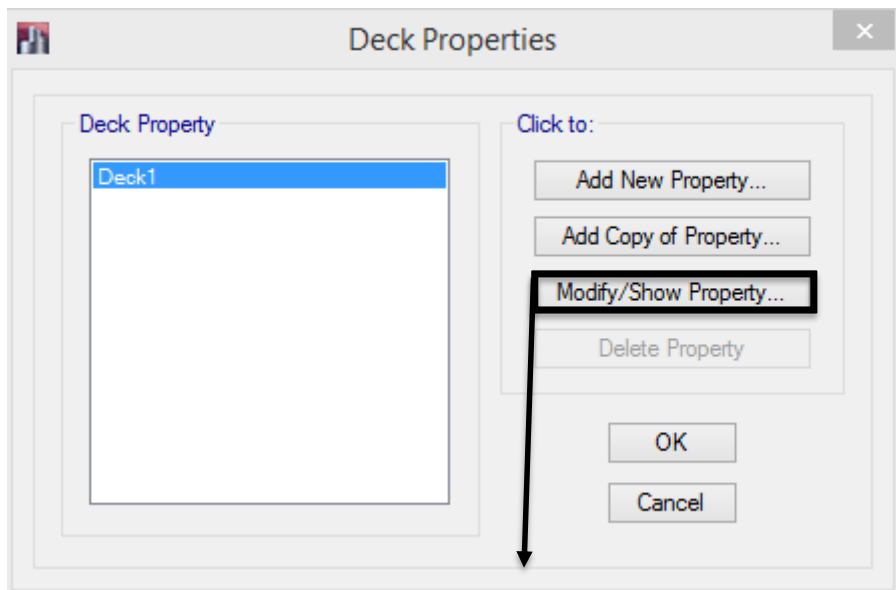 Deck Properties
Deck Property
Deck1
Click to:
Add New Property...
Add Copy of Property...
Modify/Show Property...
Delete Property
OK
Cancel